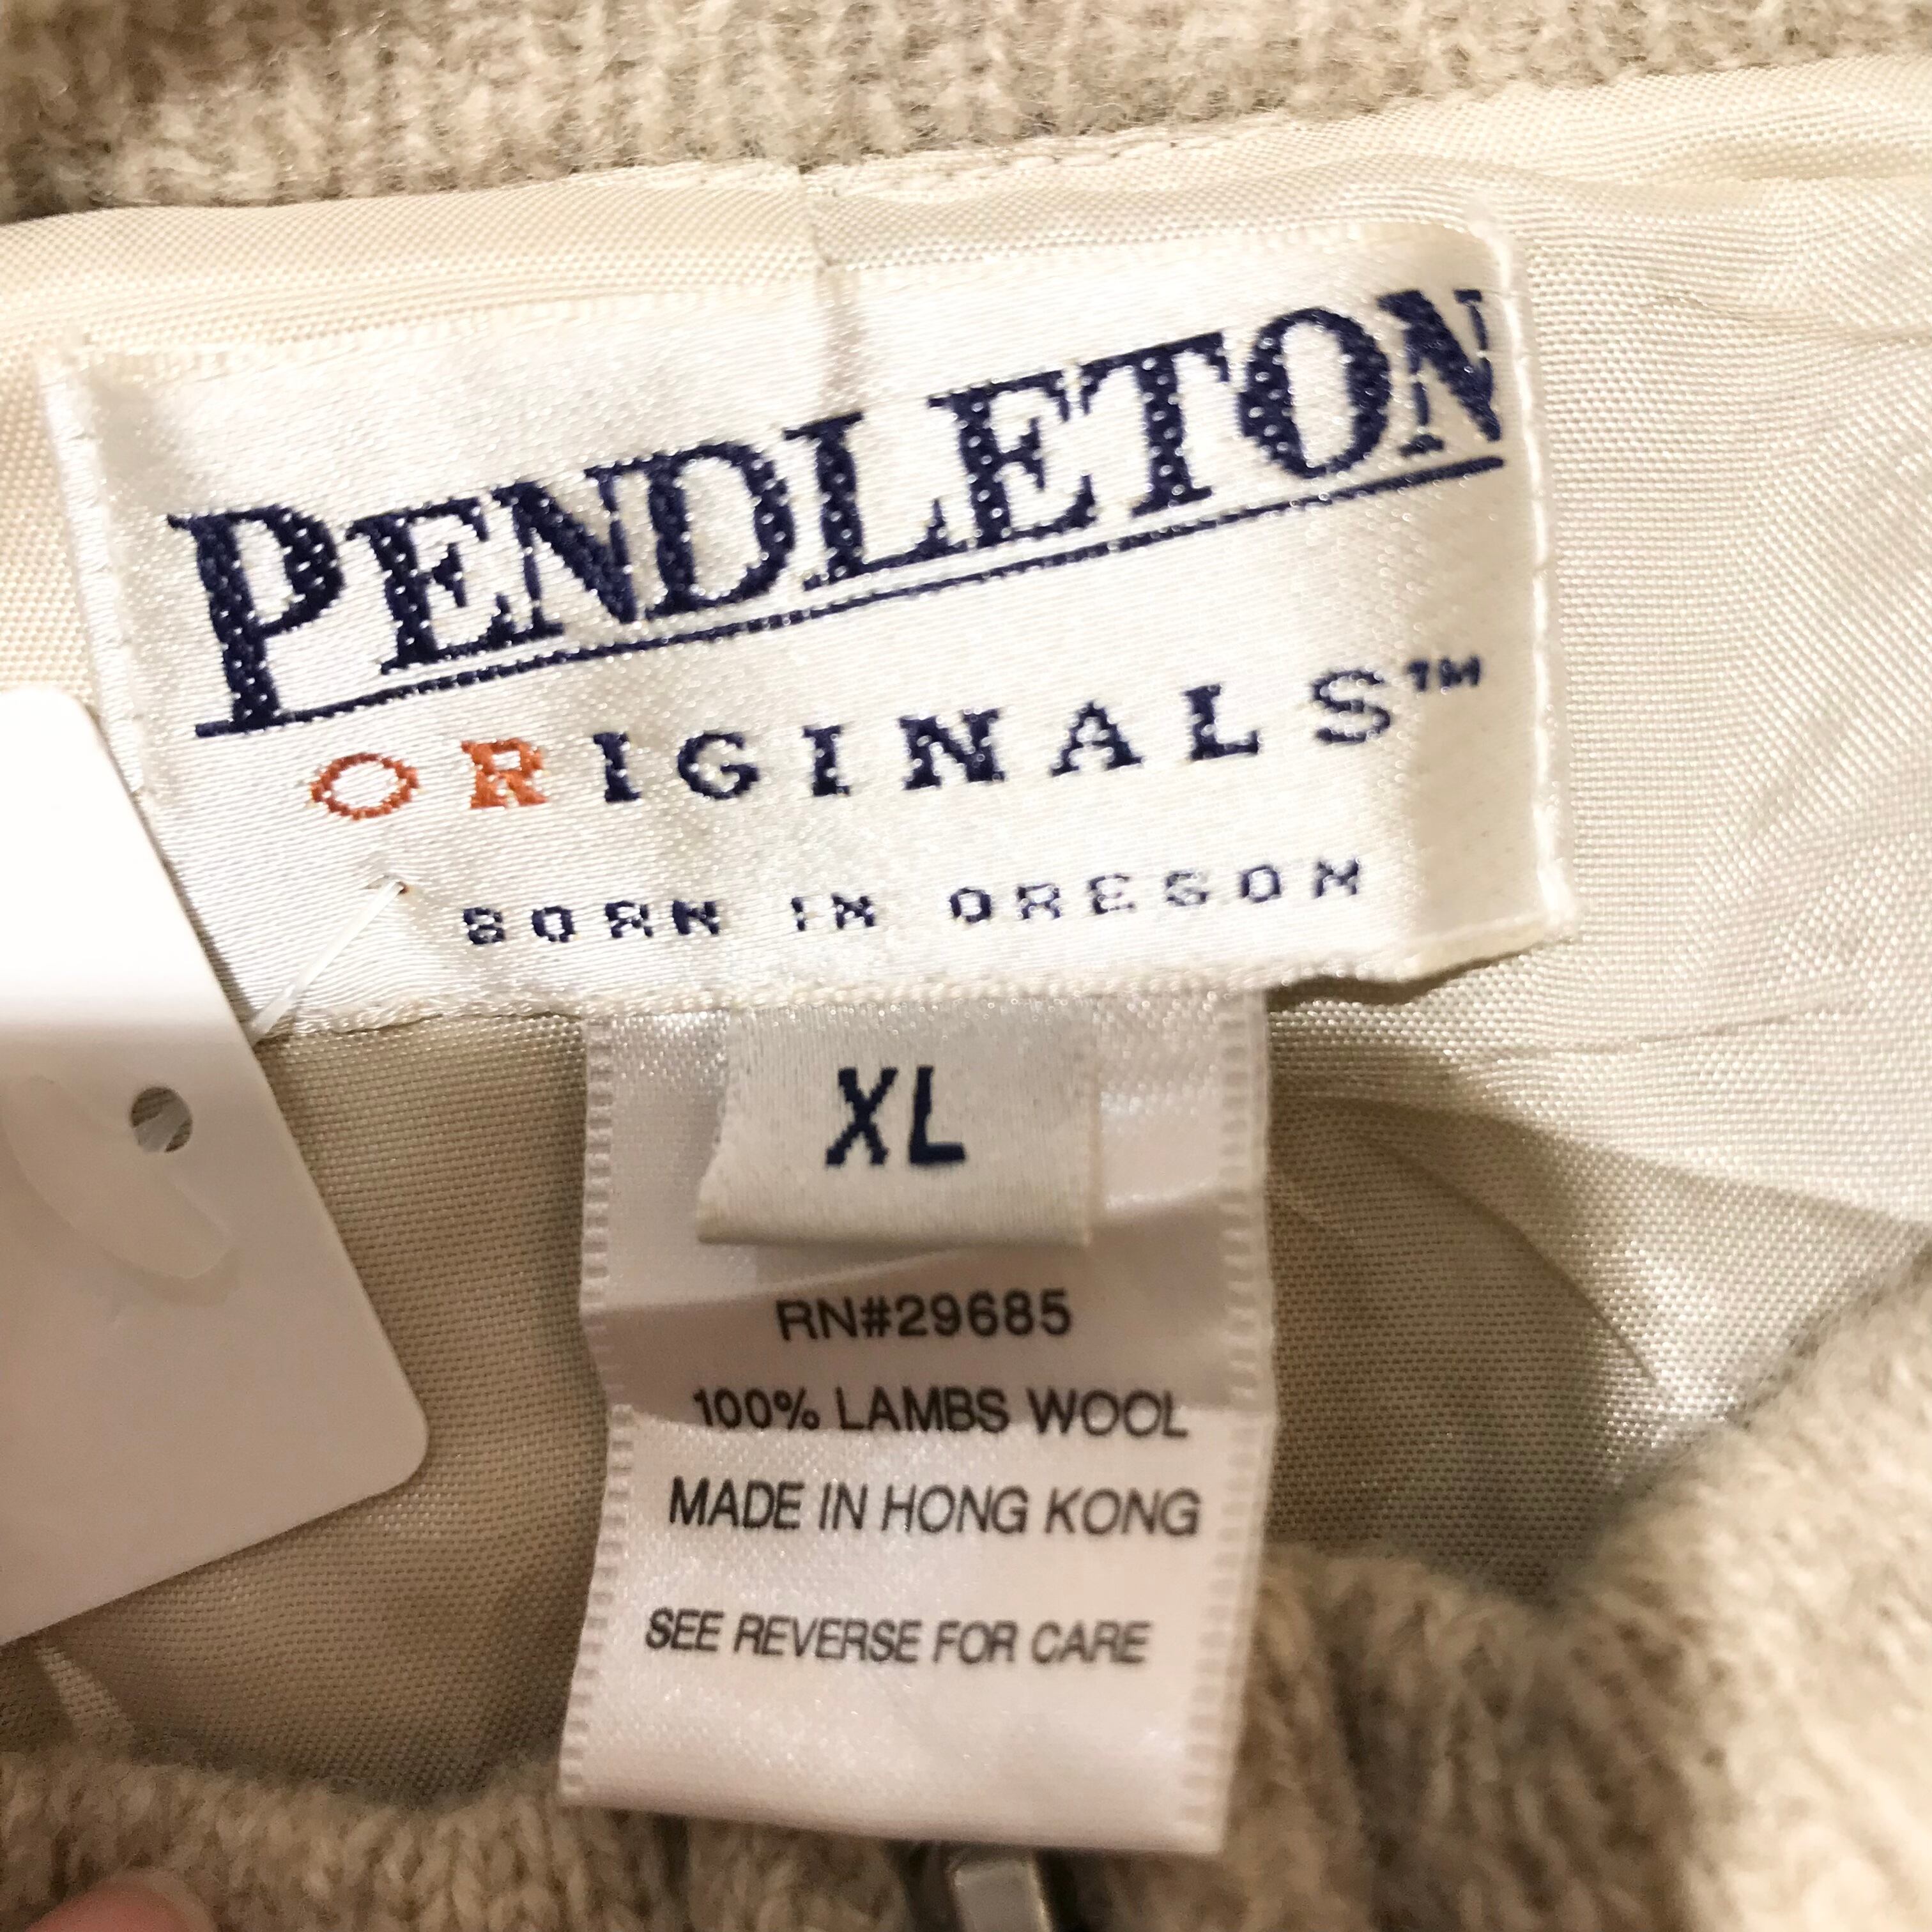 PENDLETON
ORIGINALS™
BORN IN OREGON
XL
RN#29685
100% LAMBS WOOL
MADE IN HONG KONG
SEE REVERSE FOR CARE